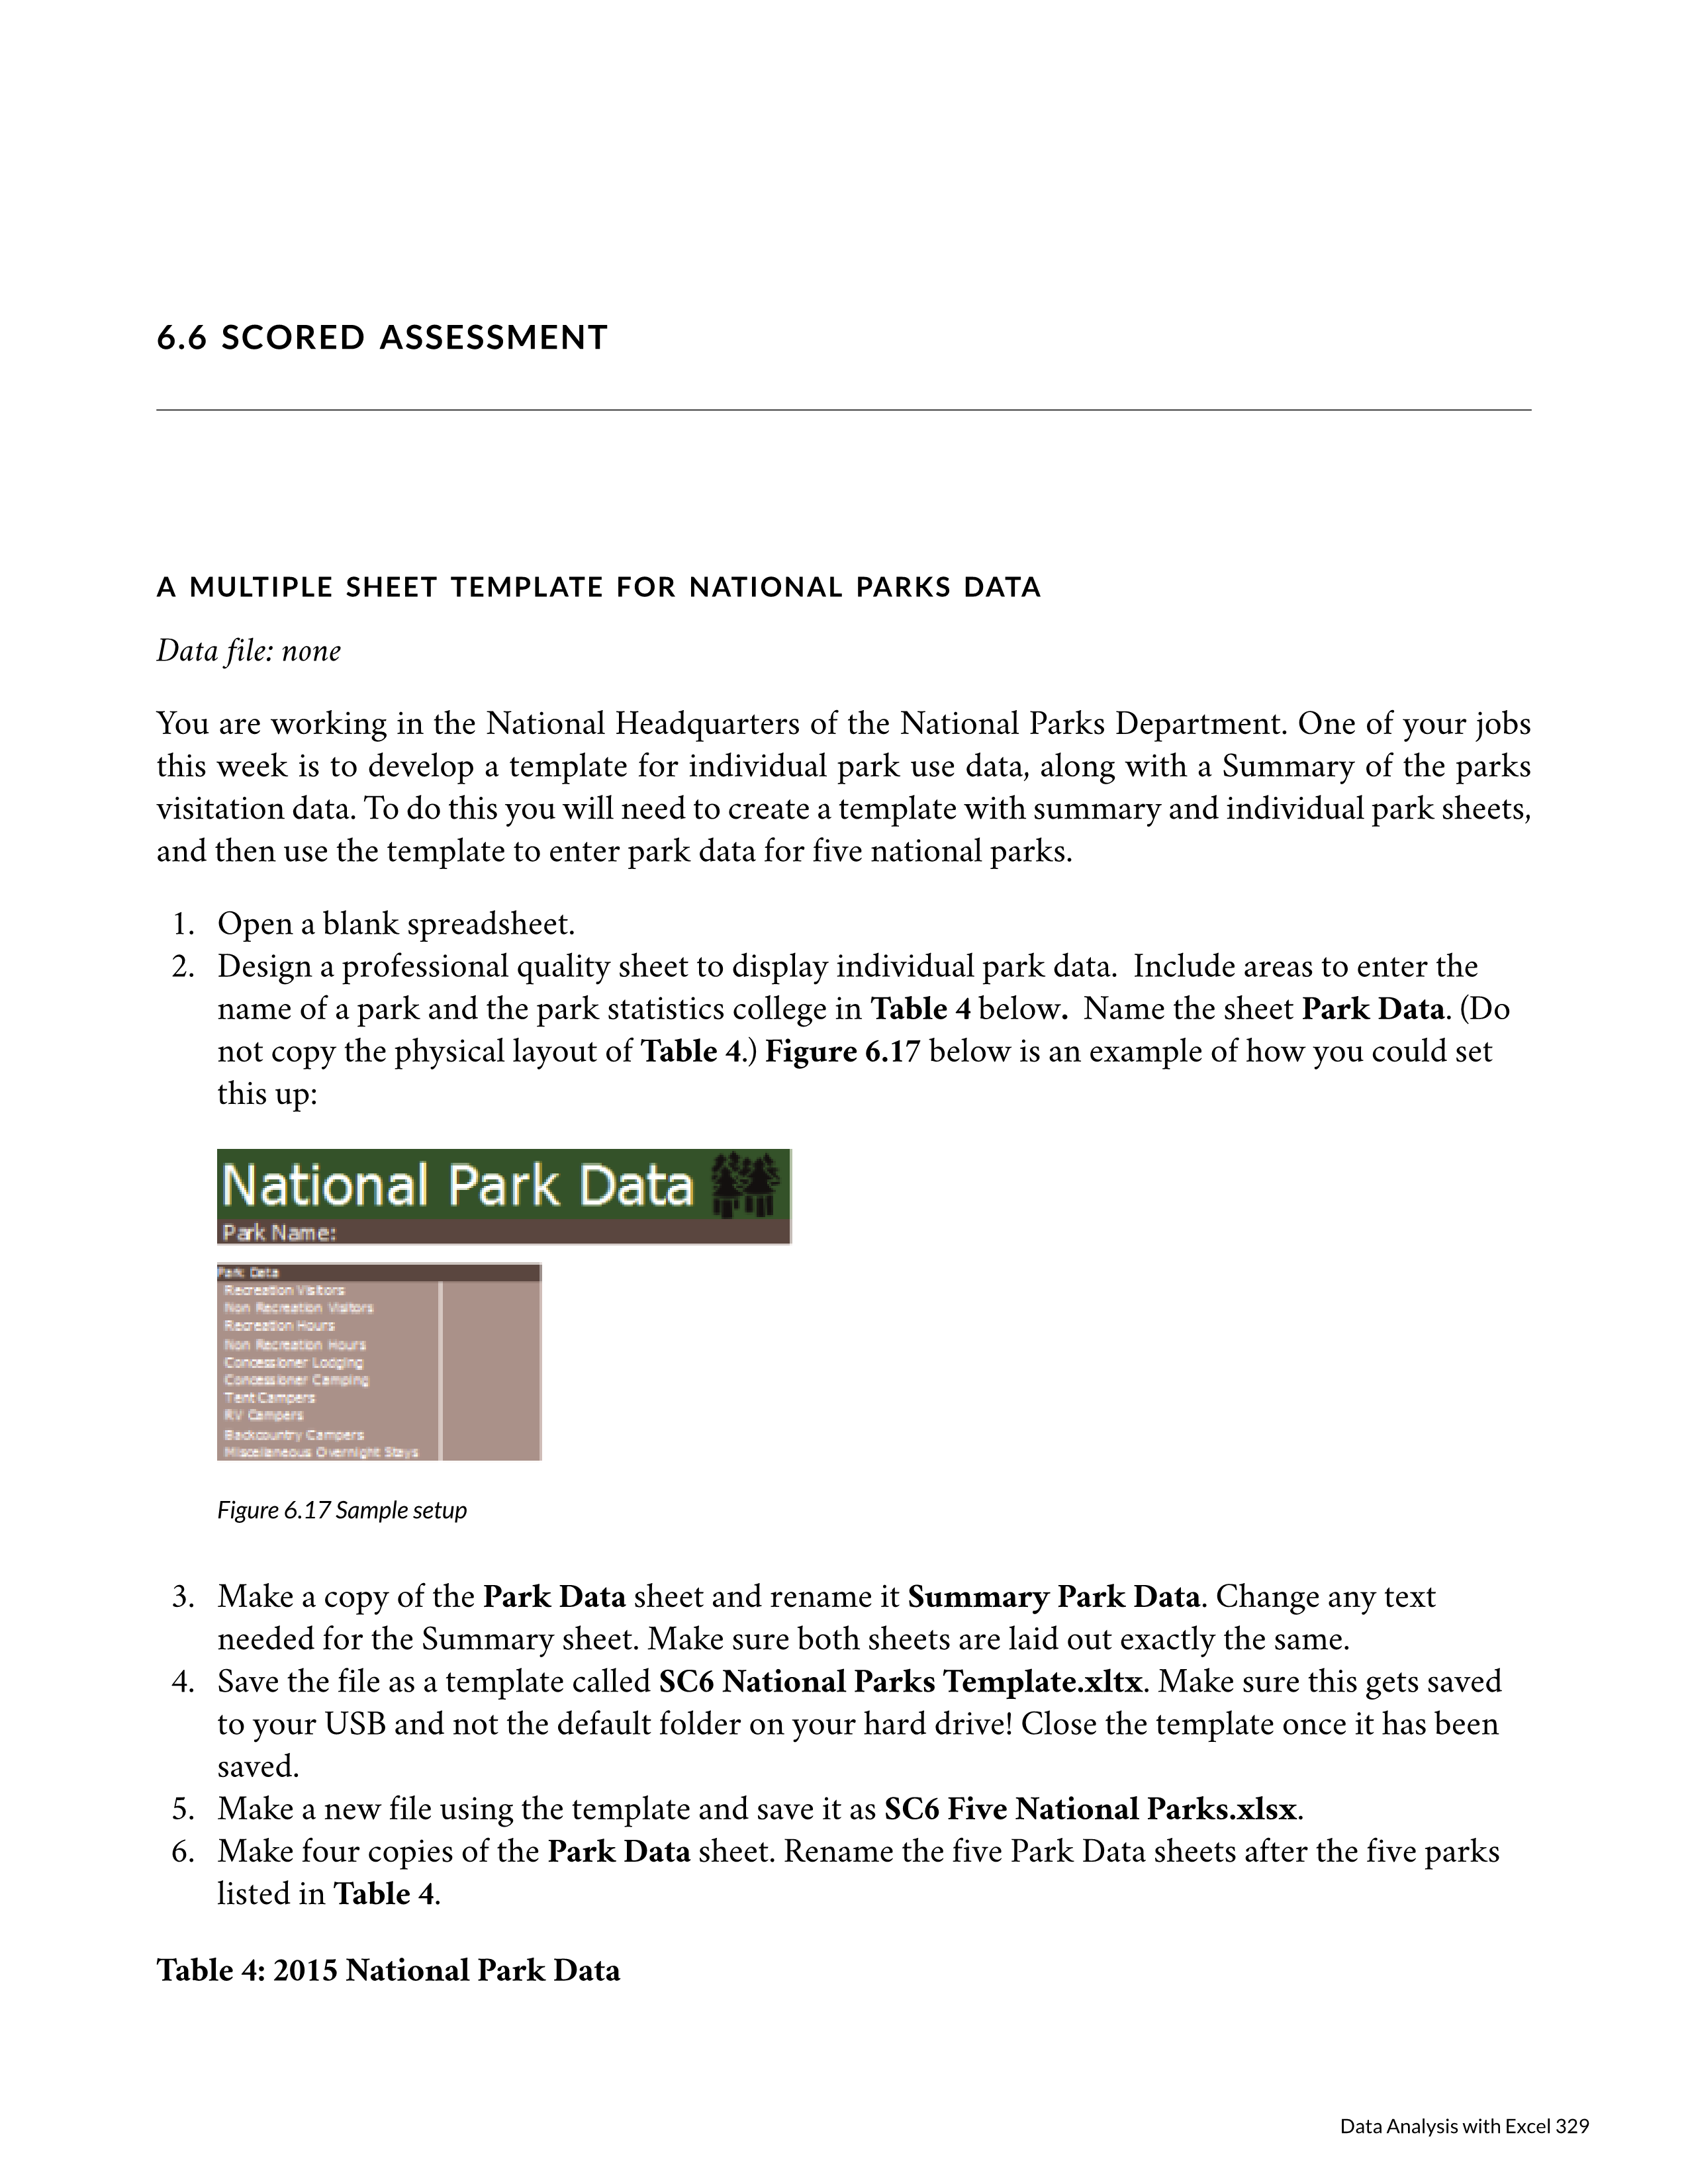 6.6 SCORED ASSESSMENT
A MULTIPLE SHEET TEMPLATE FOR NATIONAL PARKS DATA
Data file: none
You are working in the National Headquarters of the National Parks Department. One of your jobs
this week is to develop a template for individual park use data, along with a Summary of the parks
visitation data. To do this you will need to create a template with summary and individual park sheets,
and then use the template to enter park data for five national parks.
1. Open a blank spreadsheet.
2. Design a professional quality sheet to display individual park data. Include areas to enter the
name of a park and the park statistics college in Table 4 below. Name the sheet Park Data. (Do
not copy the physical layout of Table 4.) Figure 6.17 below is an example of how you could set
this up:
National Park Data
Park Name:
Park Data
Recreation Visitors
Non Recreation Visitors
Recreation Hours
Non Recreation Hours
Concessioner Lodging
Concessioner Camping
Tent Campers
RV Campers
Backcountry Campers
Miscellaneous Overnight Stays
Figure 6.17 Sample setup
3. Make a copy of the Park Data sheet and rename it Summary Park Data. Change any text
needed for the Summary sheet. Make sure both sheets are laid out exactly the same.
4. Save the file as a template called SC6 National Parks Template.xltx. Make sure this gets saved
to your USB and not the default folder on your hard drive! Close the template once it has been
saved.
5. Make a new file using the template and save it as SC6 Five National Parks.xlsx.
6. Make four copies of the Park Data sheet. Rename the five Park Data sheets after the five parks
listed in Table 4.
Table 4: 2015 National Park Data
Data Analysis with Excel 329